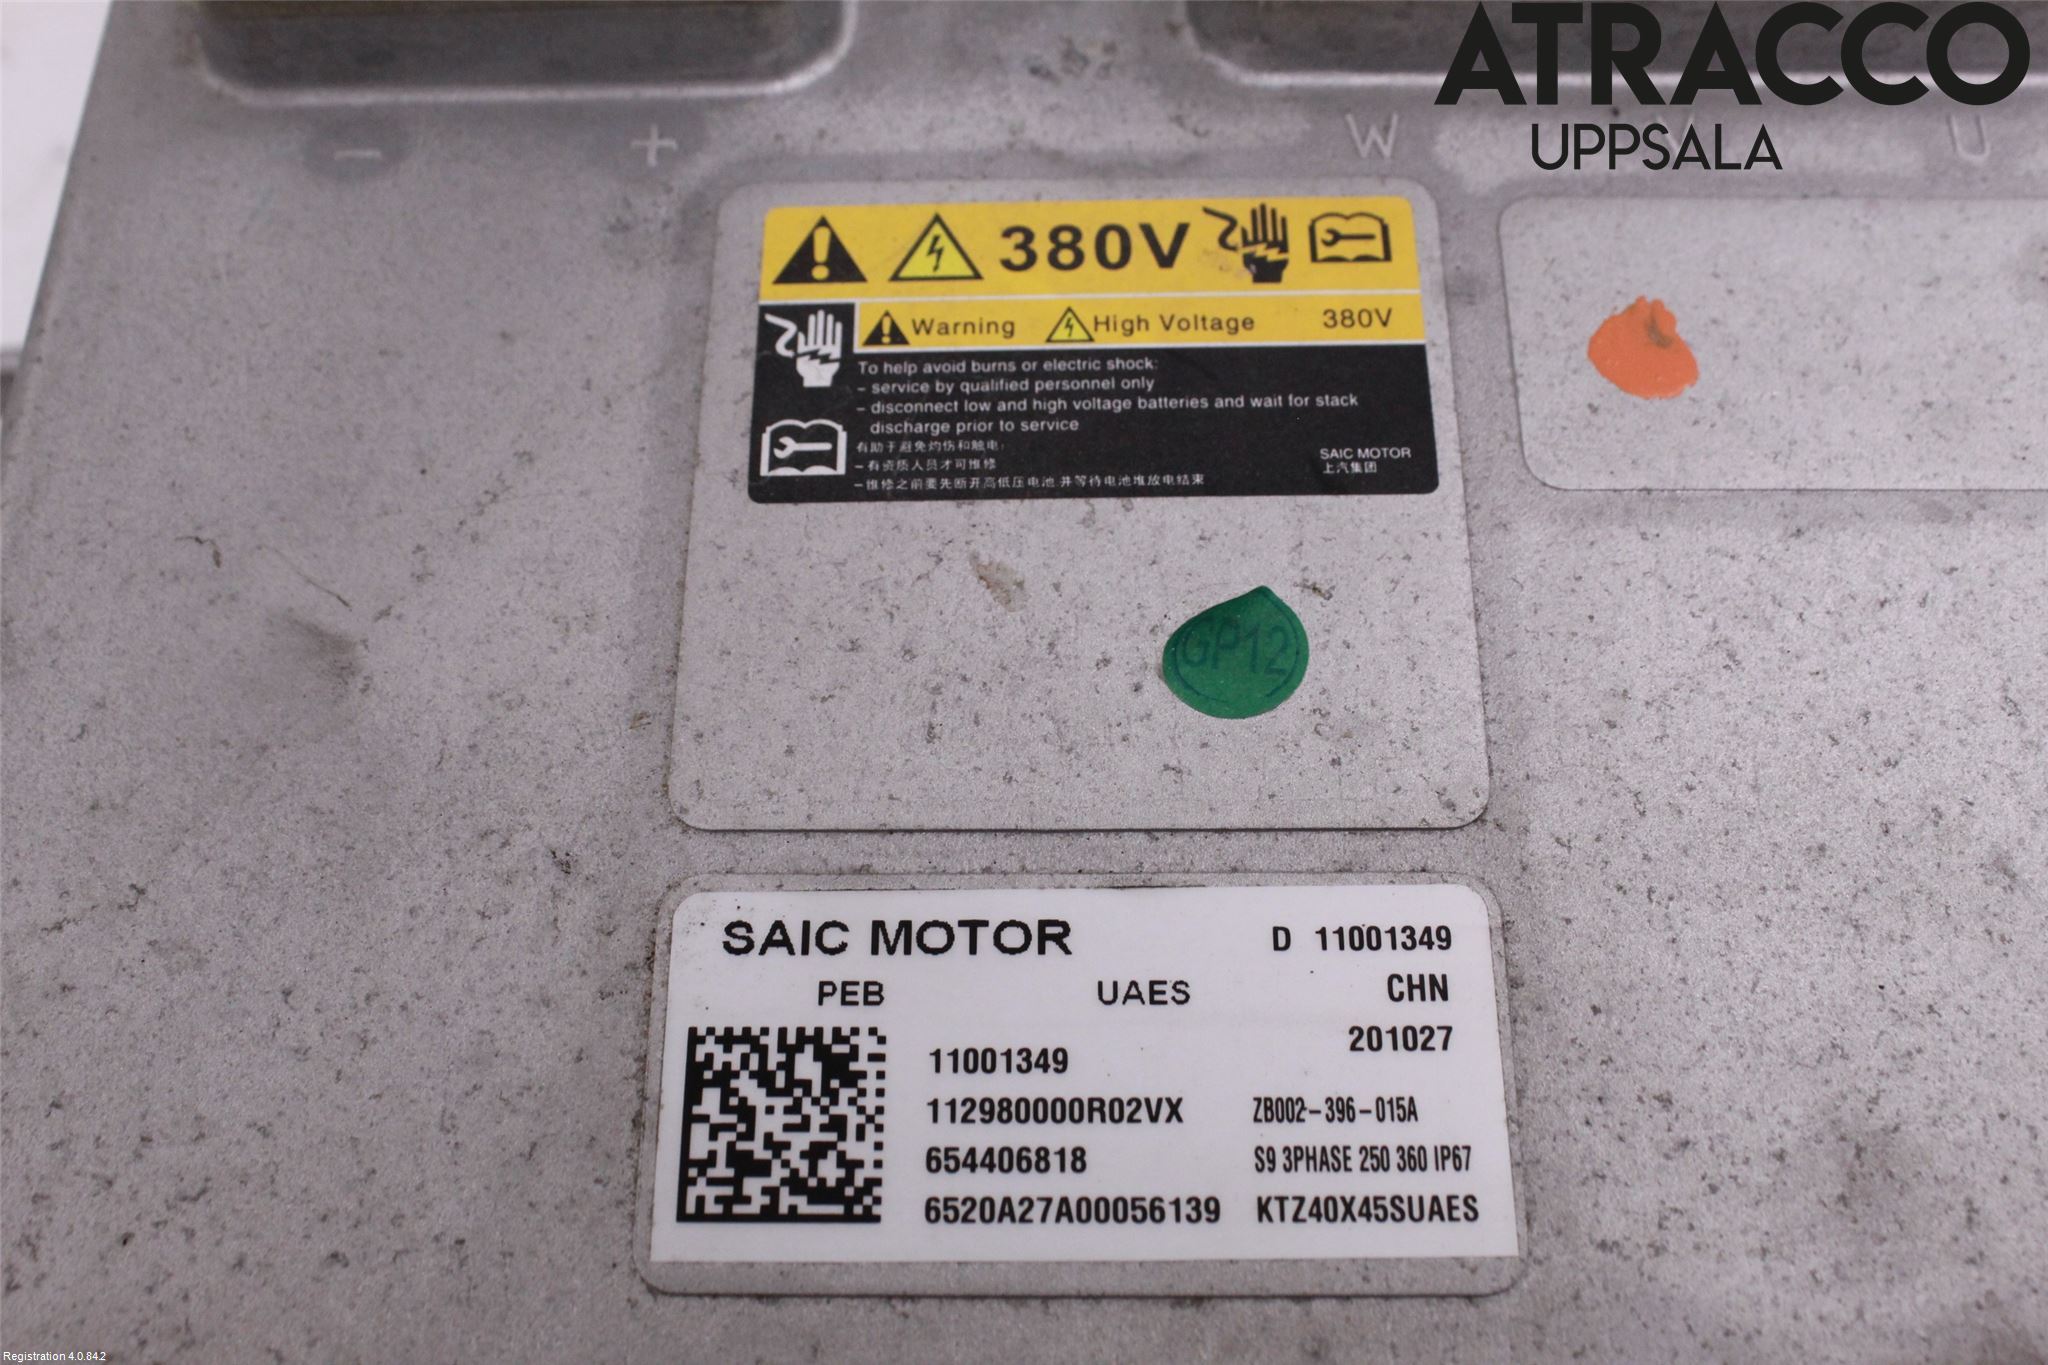 ATRACCO
UPPSALA
- + W U
380V
Warning High Voltage 380V
To help avoid burns or electric shock:
- service by qualified personnel only
- disconnect low and high voltage batteries and wait for stack
discharge prior to service
有助于避免灼伤和触电:
- 有资质人员才可维修
- 维修之前要先断开高低压电池,并等待电池堆放电结束
SAIC MOTOR
上汽集团
GP12
SAIC MOTOR D 11001349
PEB UAES CHN
201027
11001349
112980000R02VX ZB002-396-015A
654406818 S9 3PHASE 250 360 IP67
6520A27A00056139 KTZ40X45SUAES
Registration 4.0.84.2